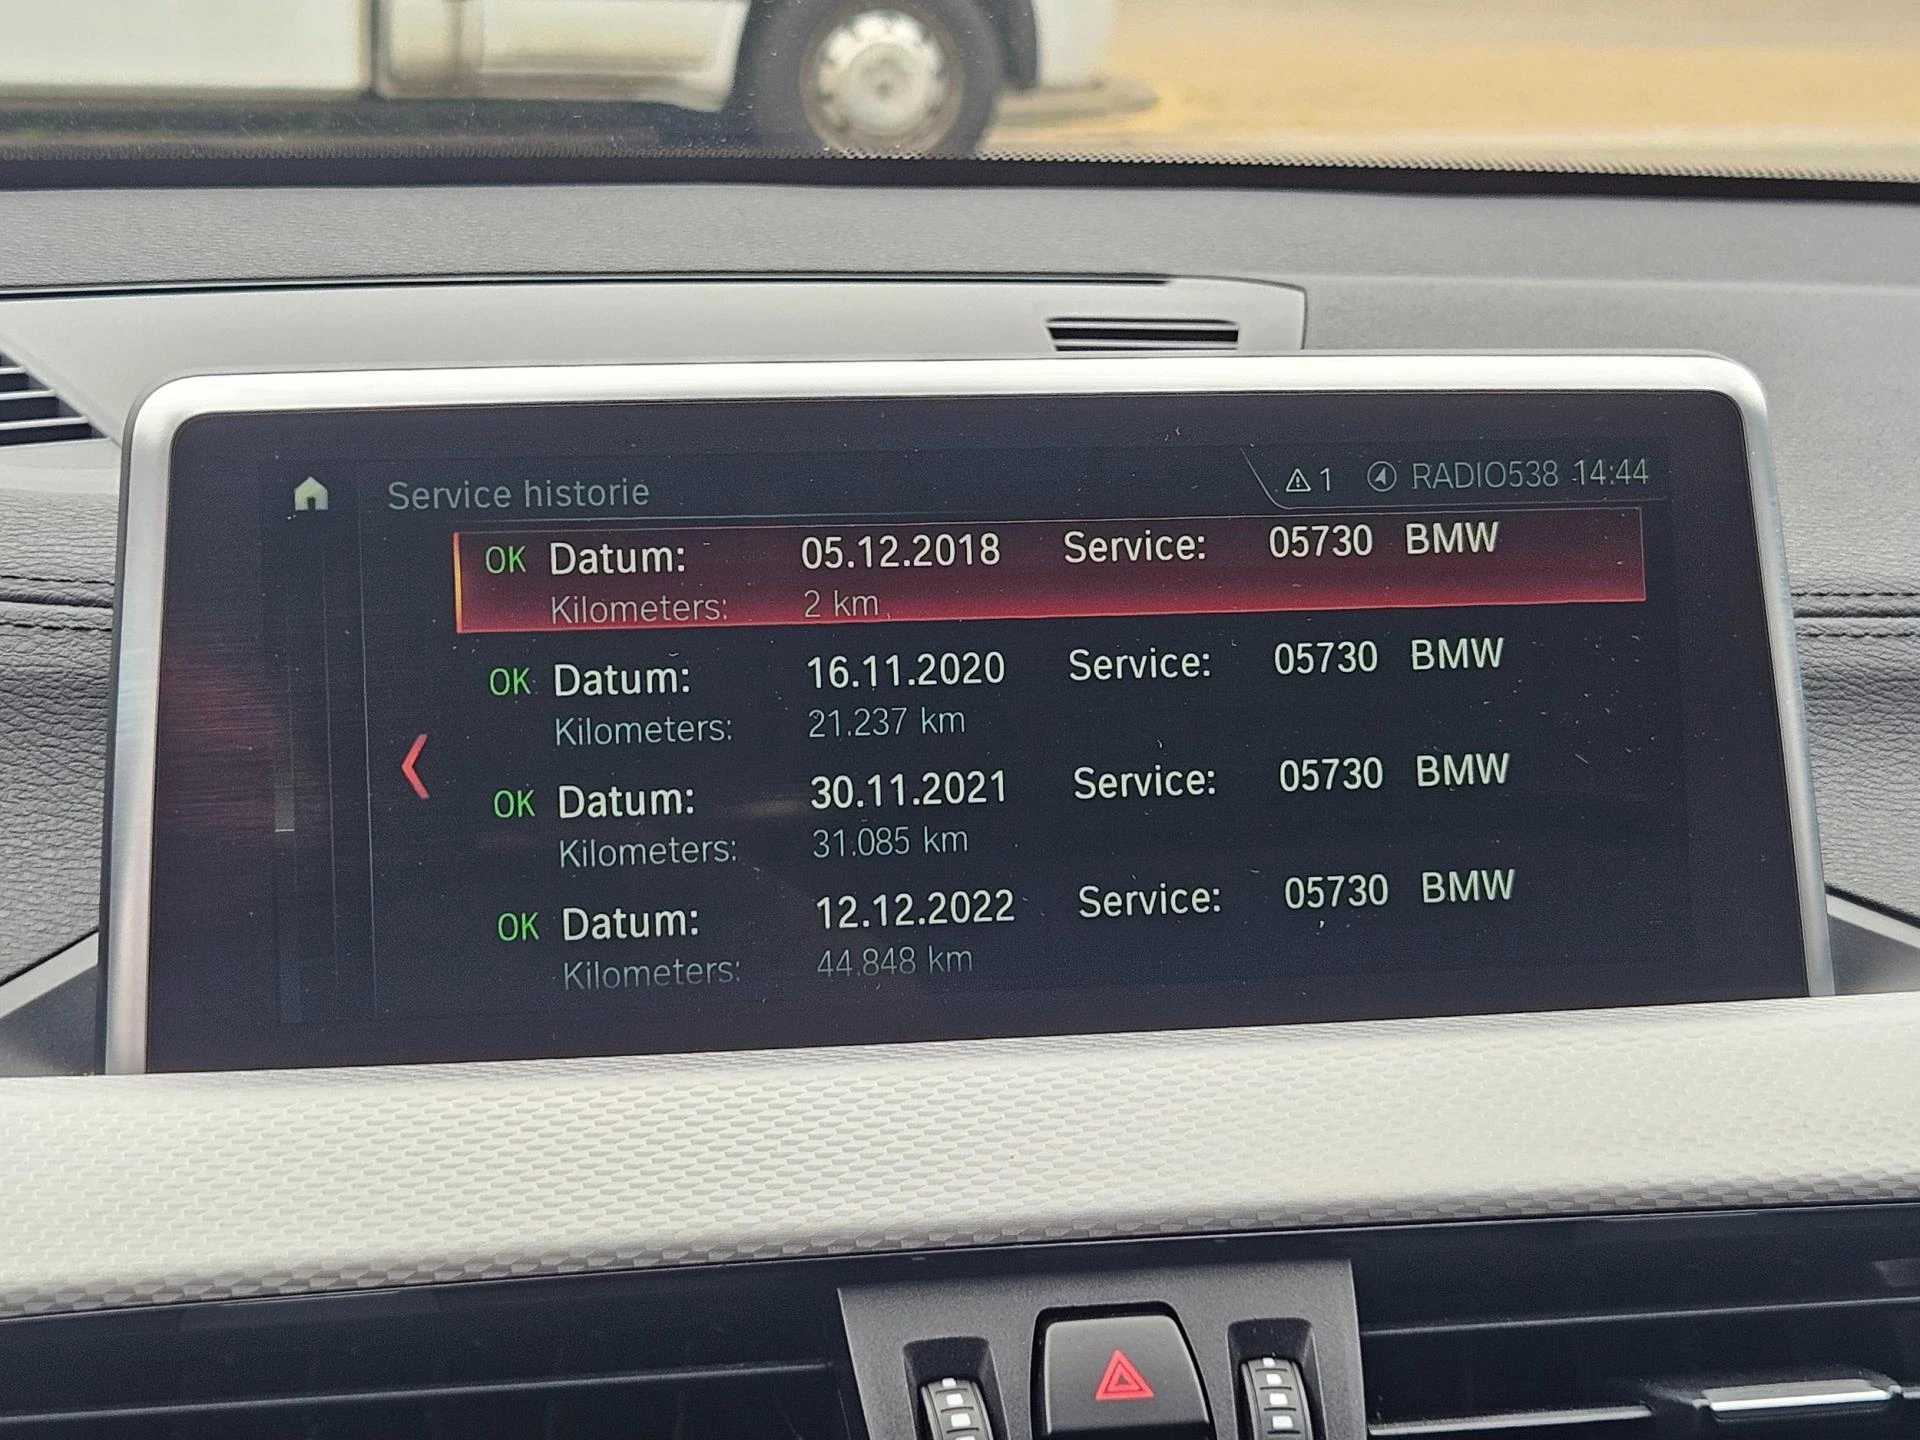 Service historie
1 RADIO538 14:44
OK Datum: 05.12.2018 Service: 05730 BMW
Kilometers: 2 km
OK Datum: 16.11.2020 Service: 05730 BMW
Kilometers: 21.237 km
OK Datum: 30.11.2021 Service: 05730 BMW
Kilometers: 31.085 km
OK Datum: 12.12.2022 Service: 05730 BMW
Kilometers: 44.848 km